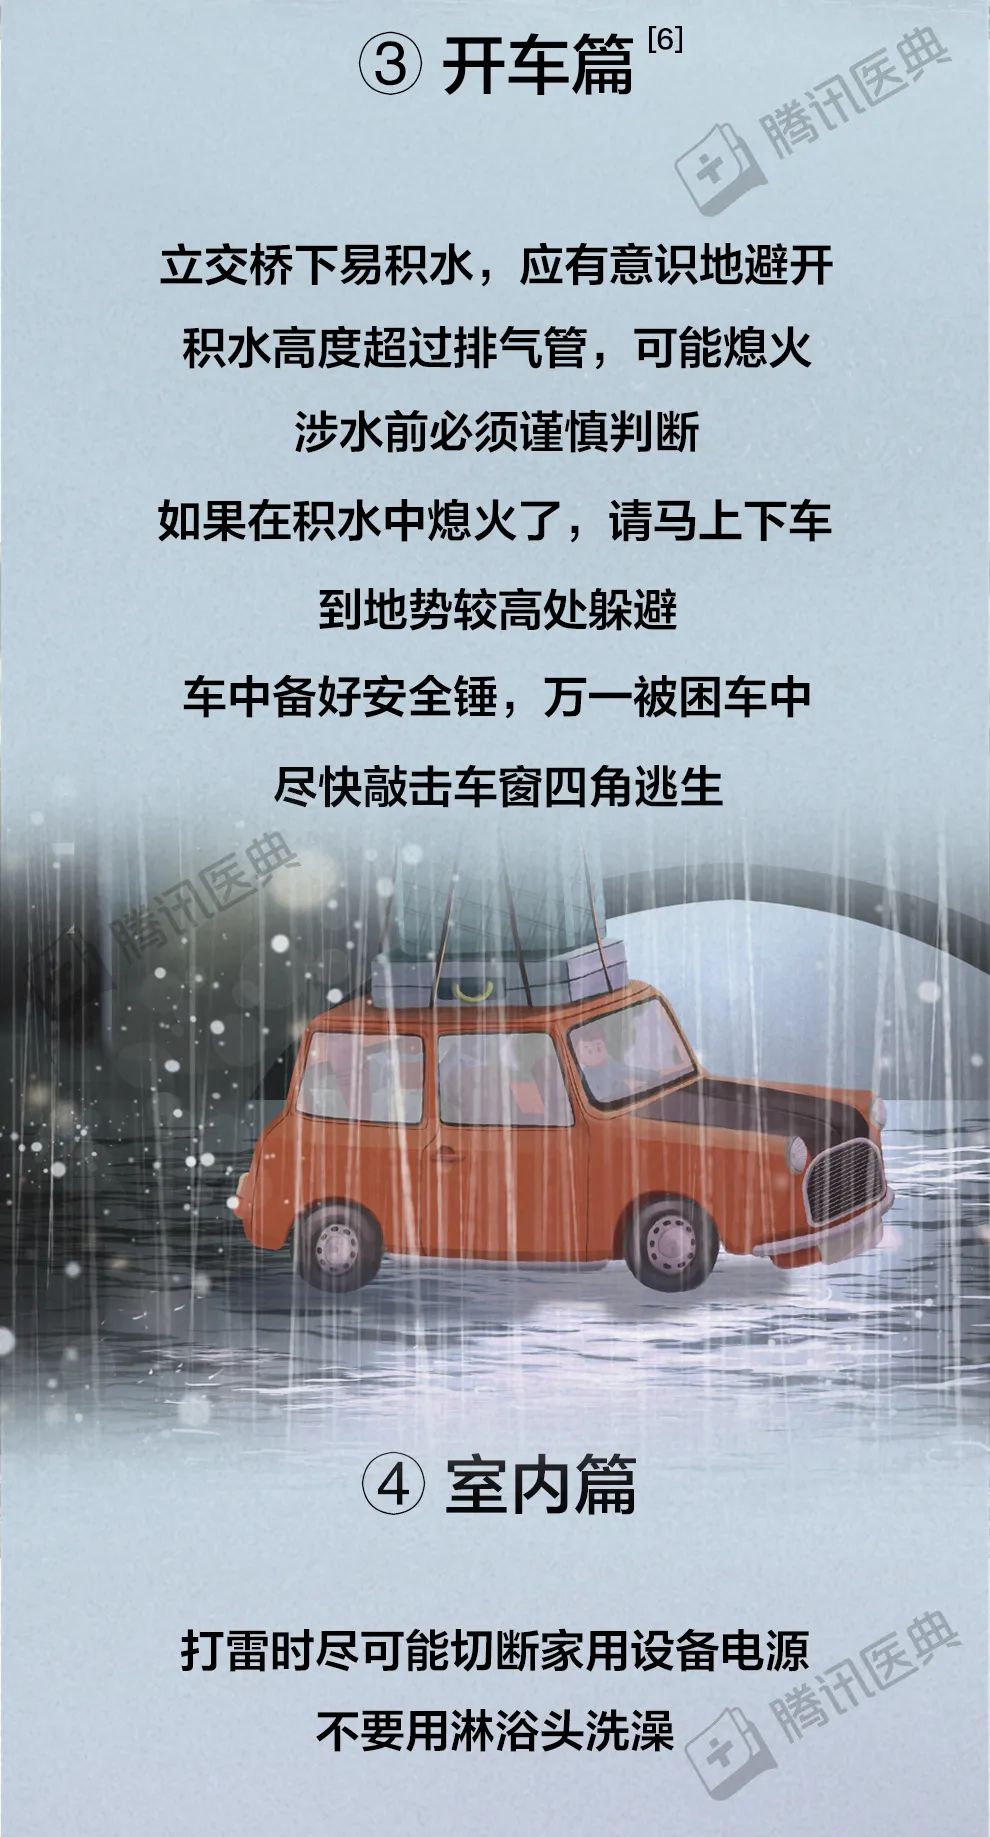 ③ 开车篇[6]
腾讯医典
立交桥下易积水，应有意识地避开
积水高度超过排气管，可能熄火
涉水前必须谨慎判断
如果在积水中熄火了，请马上下车
到地势较高处躲避
车中备好安全锤，万一被困车中
尽快敲击车窗四角逃生
腾讯医典
④ 室内篇
打雷时尽可能切断家用设备电源
不要用淋浴头洗澡
腾讯医典